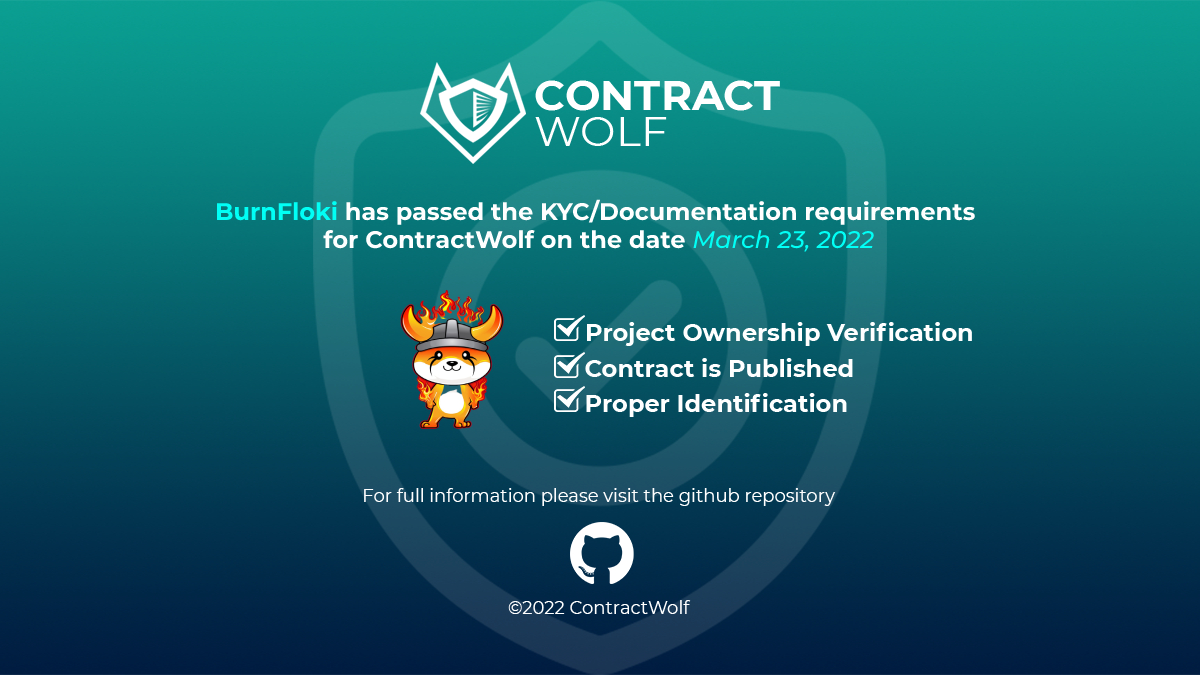 CONTRACT
WOLF
BurnFloki has passed the KYC/Documentation requirements
for ContractWolf on the date March 23, 2022
Project Ownership Verification
Contract is Published
Proper Identification
For full information please visit the github repository
©2022 ContractWolf